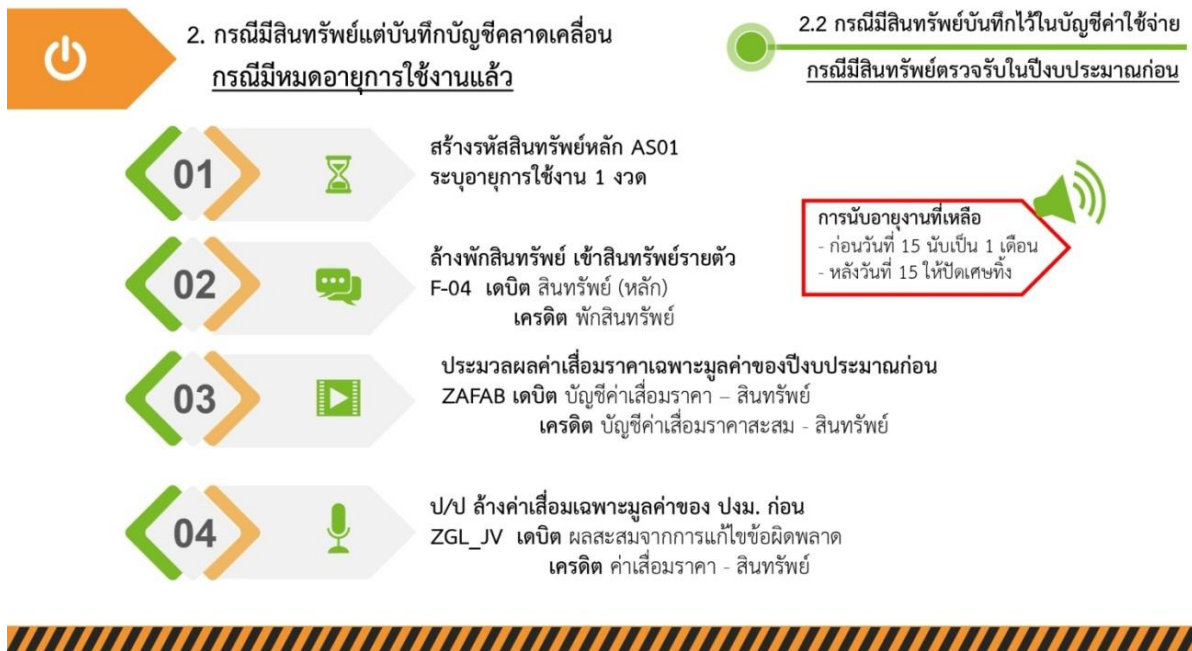 2. กรณีมีสินทรัพย์แต่บันทึกบัญชีคลาดเคลื่อน
กรณีมีหมดอายุการใช้งานแล้ว
2.2 กรณีมีสินทรัพย์บันทึกไว้ในบัญชีค่าใช้จ่าย
กรณีมีสินทรัพย์ตรวจรับในปีงบประมาณก่อน
01
สร้างรหัสสินทรัพย์หลัก AS01
ระบุอายุการใช้งาน 1 งวด
การนับอายุงานที่เหลือ
- ก่อนวันที่ 15 นับเป็น 1 เดือน
- หลังวันที่ 15 ให้ปัดเศษทิ้ง
02
ล้างพักสินทรัพย์ เข้าสินทรัพย์รายตัว
F-04 เดบิต สินทรัพย์ (หลัก)
เครดิต พักสินทรัพย์
03
ประมวลผลค่าเสื่อมราคาเฉพาะมูลค่าของปีงบประมาณก่อน
ZAFAB เดบิต บัญชีค่าเสื่อมราคา – สินทรัพย์
เครดิต บัญชีค่าเสื่อมราคาสะสม - สินทรัพย์
04
ป/ป ล้างค่าเสื่อมเฉพาะมูลค่าของ ปงม. ก่อน
ZGL_JV เดบิต ผลสะสมจากการแก้ไขข้อผิดพลาด
เครดิต ค่าเสื่อมราคา - สินทรัพย์